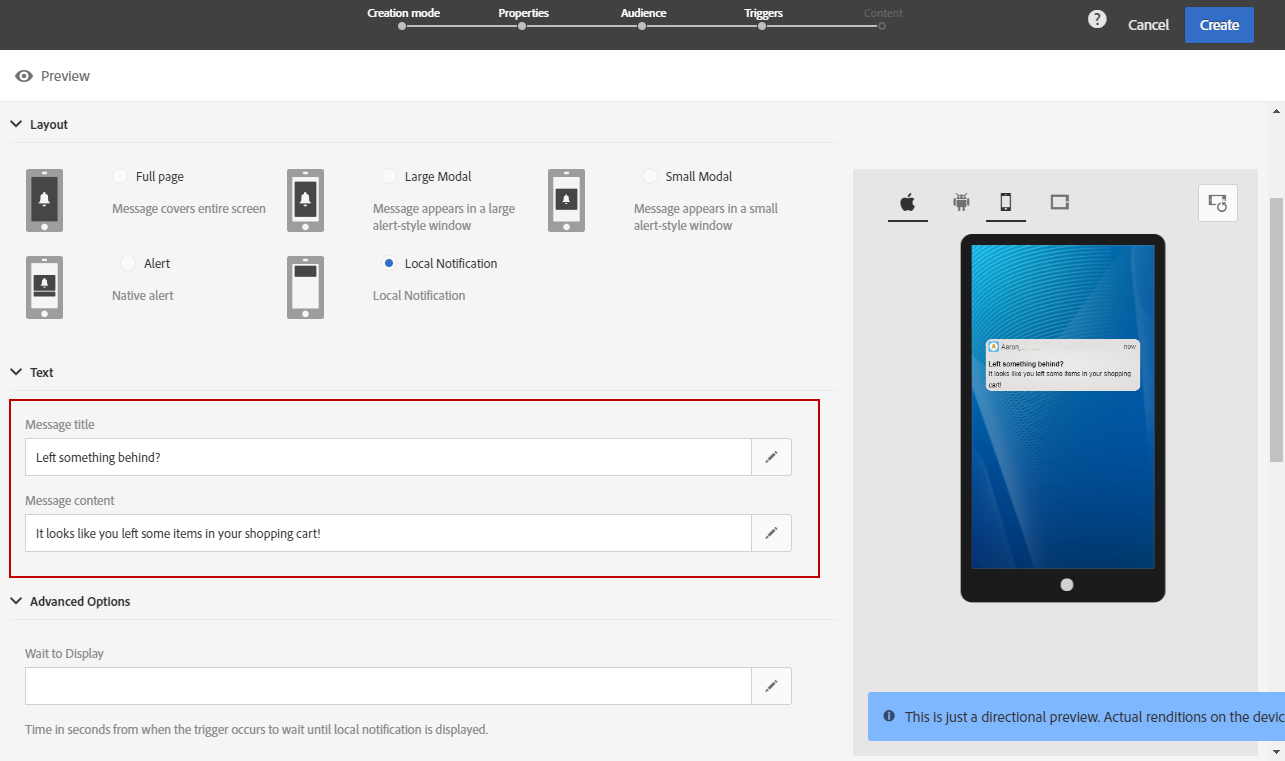 Creation mode
Properties
Audience
Triggers
Content
Cancel
Create
Preview
Layout
Full page
Message covers entire screen
Large Modal
Message appears in a large
alert-style window
Small Modal
Message appears in a small
alert-style window
Alert
Native alert
Local Notification
Local Notification
Text
Message title
Left something behind?
Message content
It looks like you left some items in your shopping cart!
Advanced Options
Wait to Display
Time in seconds from when the trigger occurs to wait until local notification is displayed.
Aaron
now
Left something behind?
It looks like you left some items in your shopping
cart!
This is just a directional preview. Actual renditions on the devic